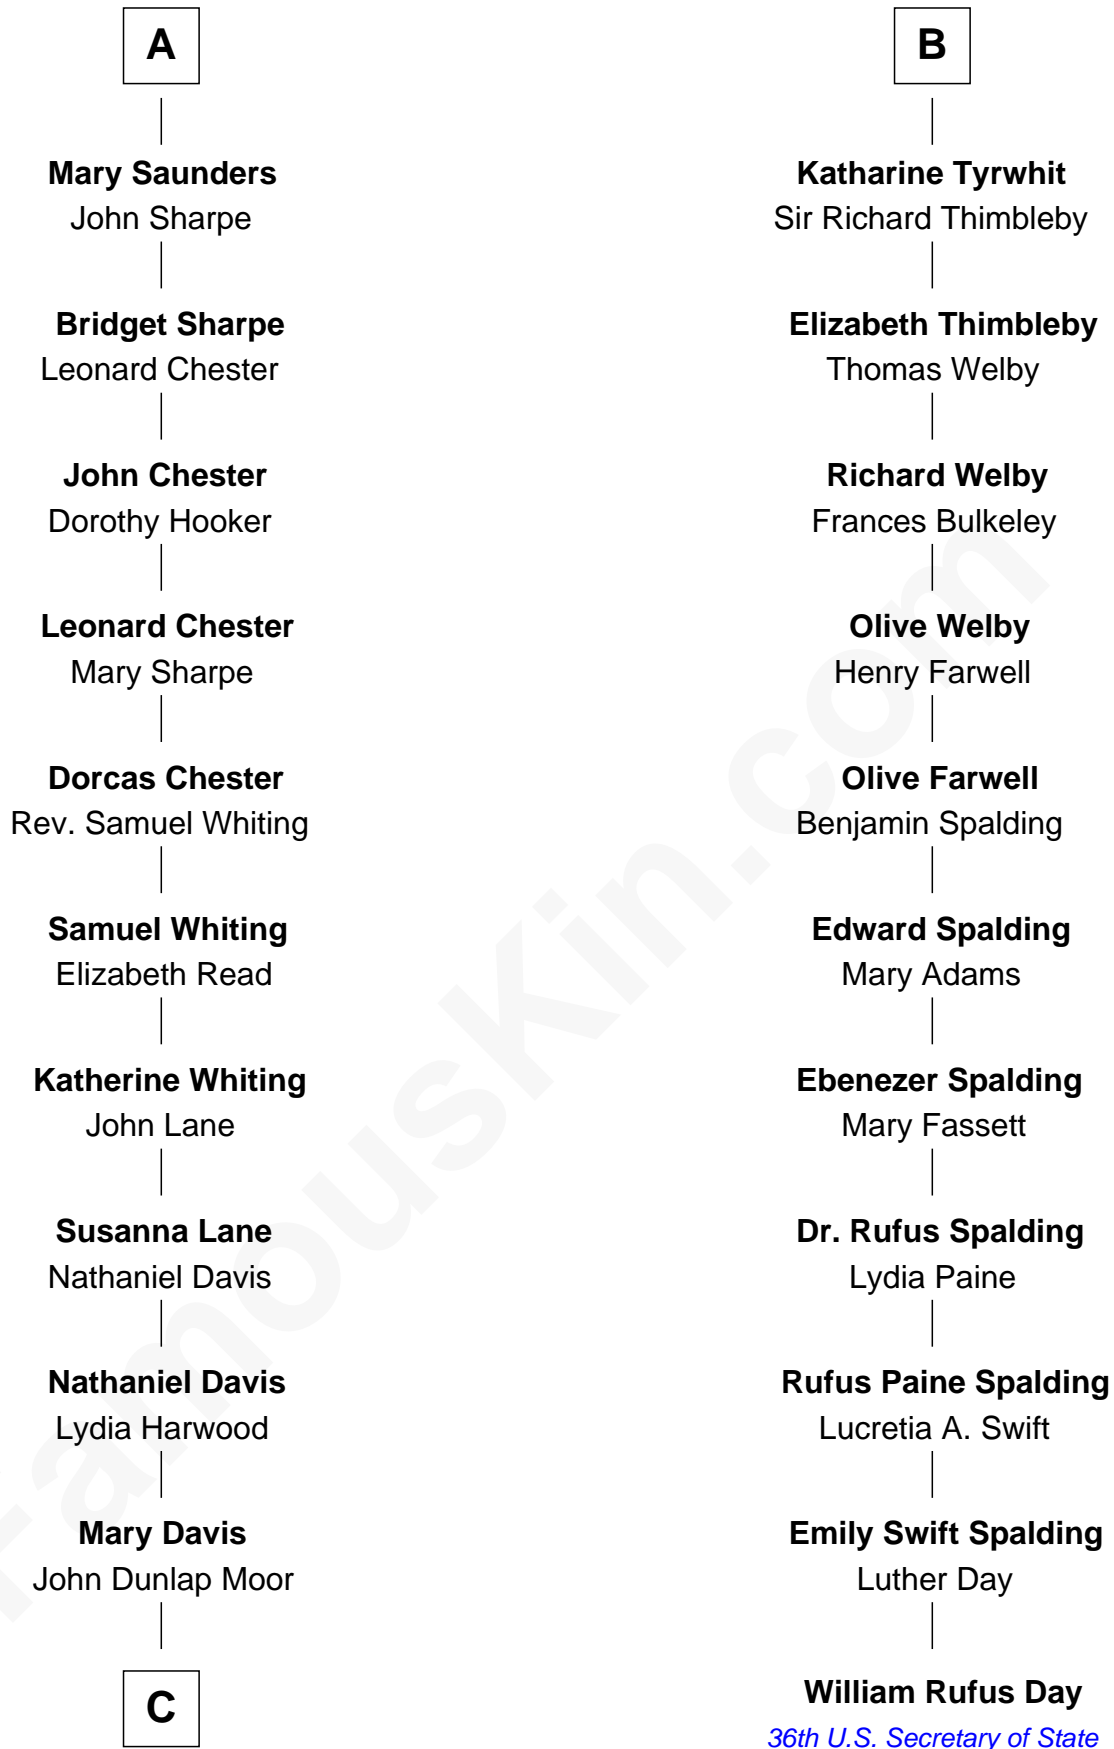 A
Mary Saunders
John Sharpe
Bridget Sharpe
Leonard Chester
John Chester
Dorothy Hooker
Leonard Chester
Mary Sharpe
Dorcas Chester
Rev. Samuel Whiting
Samuel Whiting
Elizabeth Read
Katherine Whiting
John Lane
Susanna Lane
Nathaniel Davis
Nathaniel Davis
Lydia Harwood
Mary Davis
John Dunlap Moor
C
B
Katharine Tyrwhit
Sir Richard Thimbleby
Elizabeth Thimbleby
Thomas Welby
Richard Welby
Frances Bulkeley
Olive Welby
Henry Farwell
Olive Farwell
Benjamin Spalding
Edward Spalding
Mary Adams
Ebenezer Spalding
Mary Fassett
Dr. Rufus Spalding
Lydia Paine
Rufus Paine Spalding
Lucretia A. Swift
Emily Swift Spalding
Luther Day
William Rufus Day
36th U.S. Secretary of State
FamousKin.com